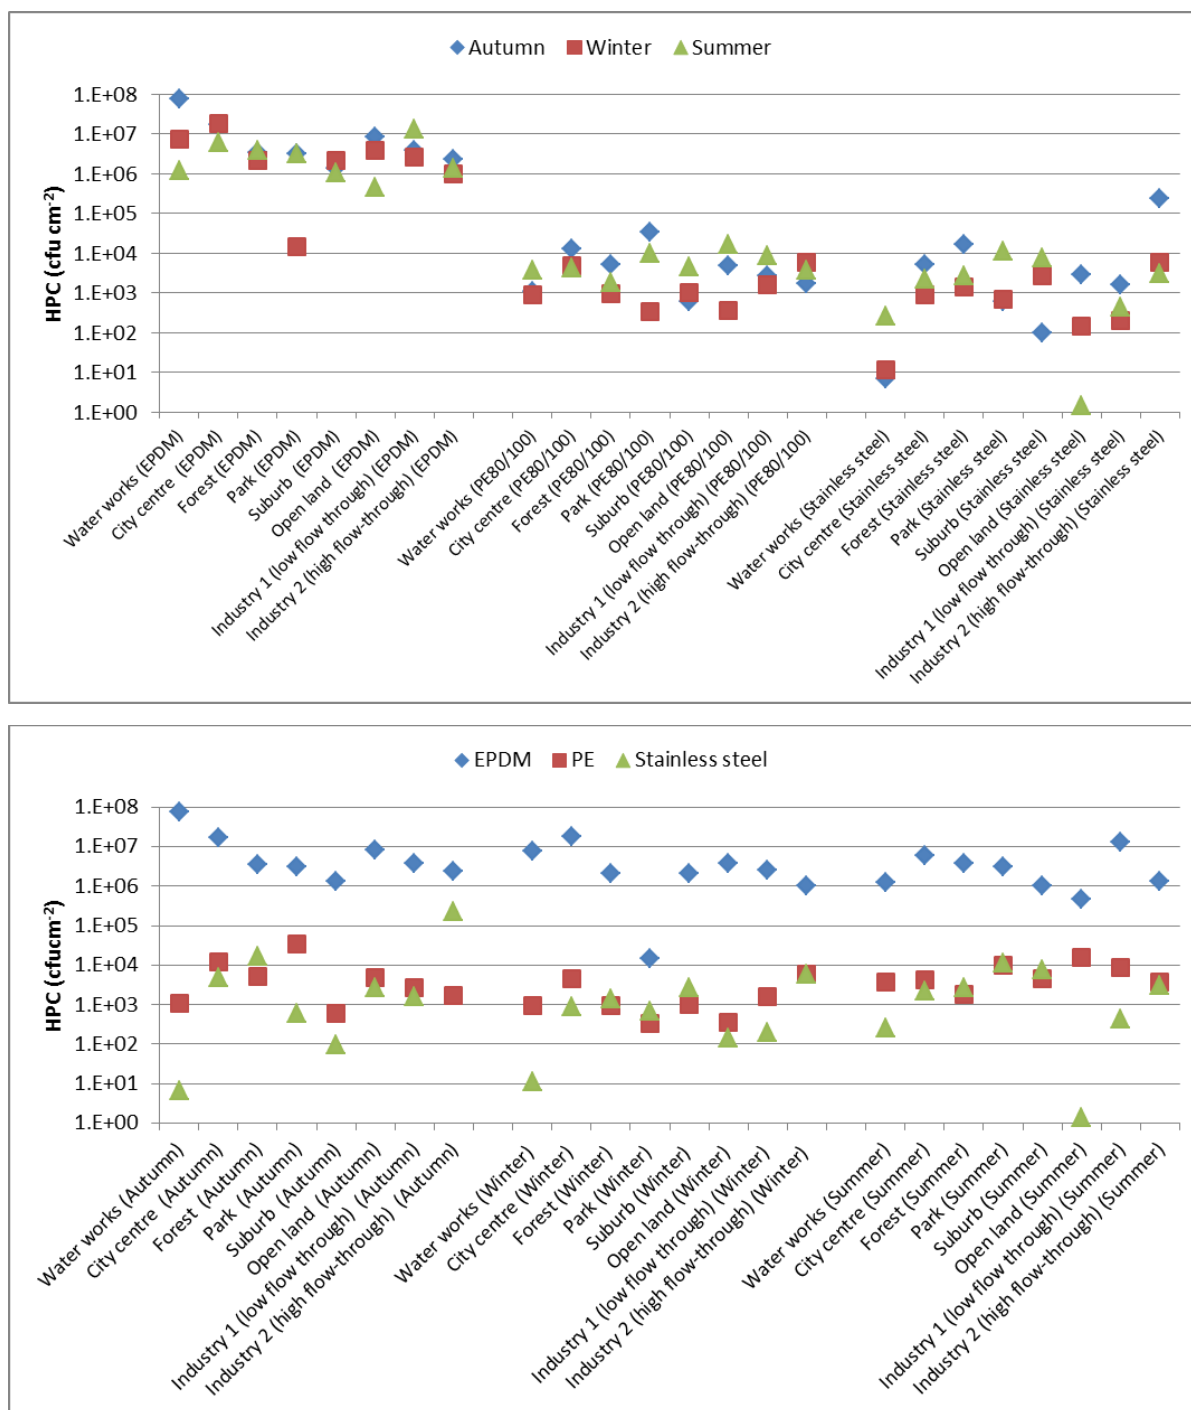 Autumn Winter Summer
HPC (cfu cm-2)
1.E+08
1.E+07
1.E+06
1.E+05
1.E+04
1.E+03
1.E+02
1.E+01
1.E+00
Water works (EPDM)
City centre (EPDM)
Forest (EPDM)
Park (EPDM)
Suburb (EPDM)
Open land (EPDM)
Industry 1 (low flow through) (EPDM)
Industry 2 (high flow-through) (EPDM)
Water works (PE80/100)
City centre (PE80/100)
Forest (PE80/100)
Park (PE80/100)
Suburb (PE80/100)
Open land (PE80/100)
Industry 1 (low flow through) (PE80/100)
Industry 2 (high flow-through) (PE80/100)
Water works (Stainless steel)
City centre (Stainless steel)
Forest (Stainless steel)
Park (Stainless steel)
Suburb (Stainless steel)
Open land (Stainless steel)
Industry 1 (low flow through) (Stainless steel)
Industry 2 (high flow-through) (Stainless steel)
EPDM PE Stainless steel
HPC (cfucm-2)
1.E+08
1.E+07
1.E+06
1.E+05
1.E+04
1.E+03
1.E+02
1.E+01
1.E+00
Water works (Autumn)
City centre (Autumn)
Forest (Autumn)
Park (Autumn)
Suburb (Autumn)
Open land (Autumn)
Industry 1 (low flow through) (Autumn)
Industry 2 (high flow-through) (Autumn)
Water works (Winter)
City centre (Winter)
Forest (Winter)
Park (Winter)
Suburb (Winter)
Open land (Winter)
Industry 1 (low flow through) (Winter)
Industry 2 (high flow-through) (Winter)
Water works (Summer)
City centre (Summer)
Forest (Summer)
Park (Summer)
Suburb (Summer)
Open land (Summer)
Industry 1 (low flow through) (Summer)
Industry 2 (high flow-through) (Summer)